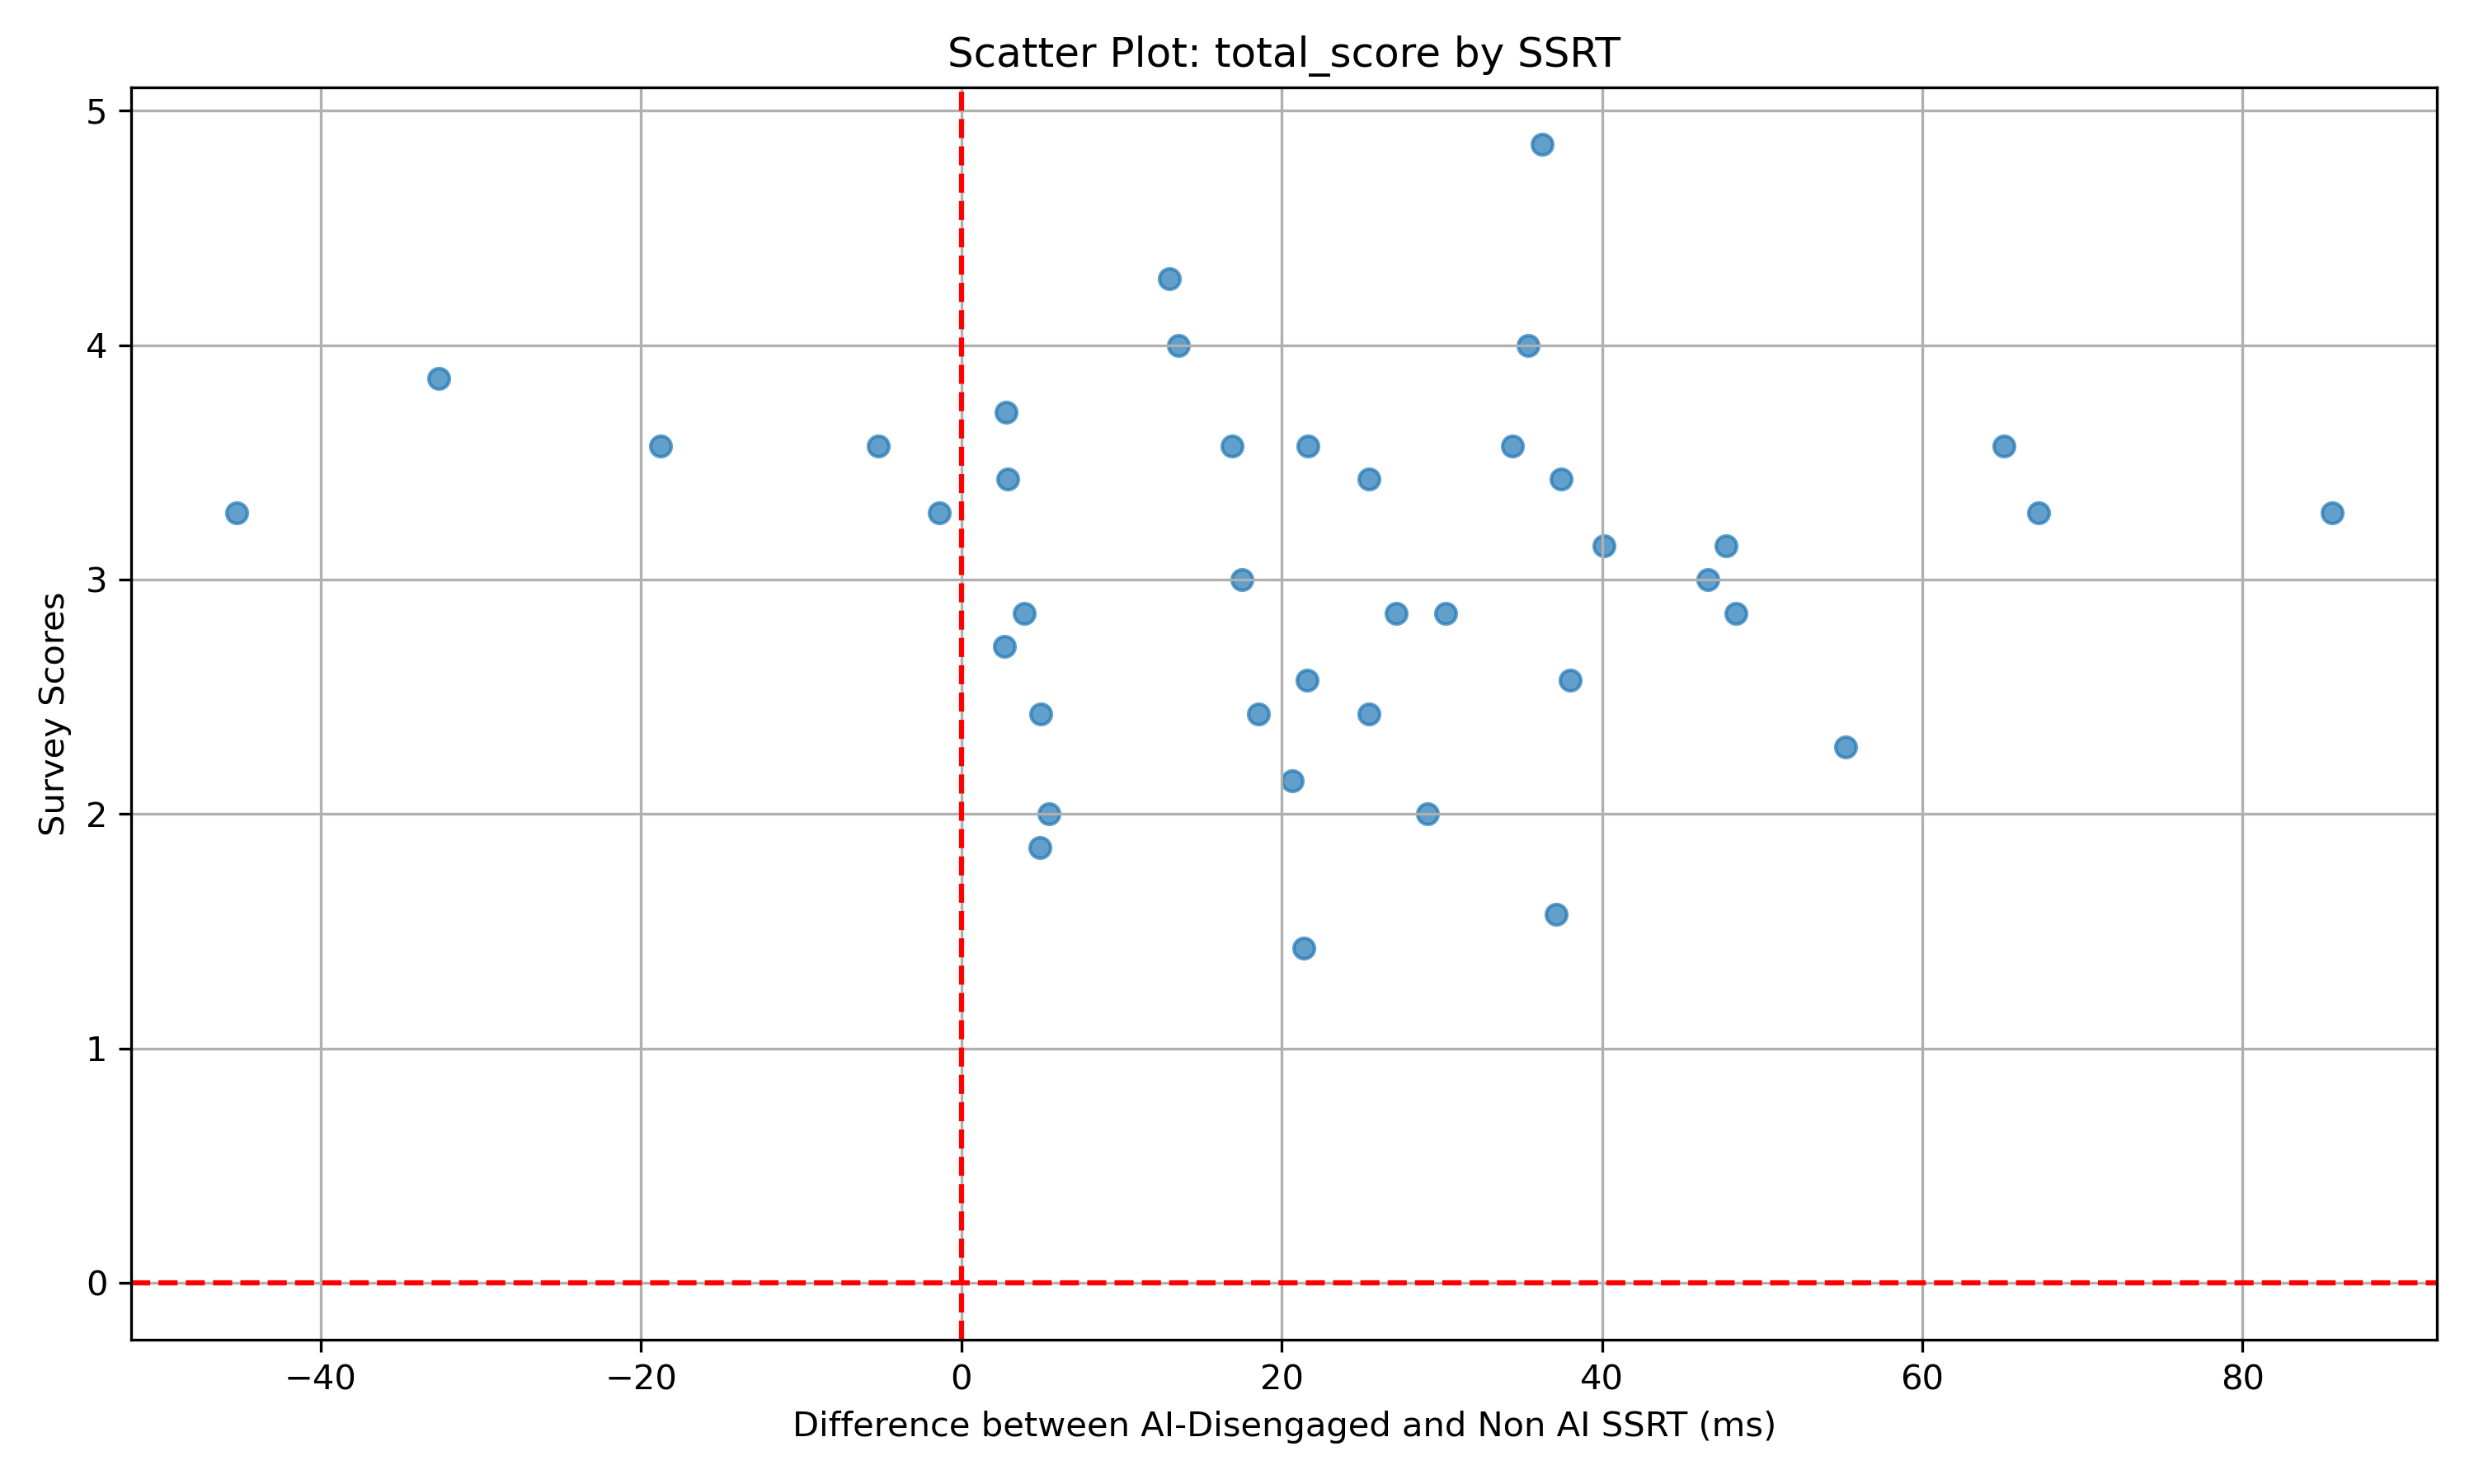 Scatter Plot: total_score by SSRT
5
4
3
2
1
0
Survey Scores
−40 −20 0 20 40 60 80
Difference between AI-Disengaged and Non AI SSRT (ms)